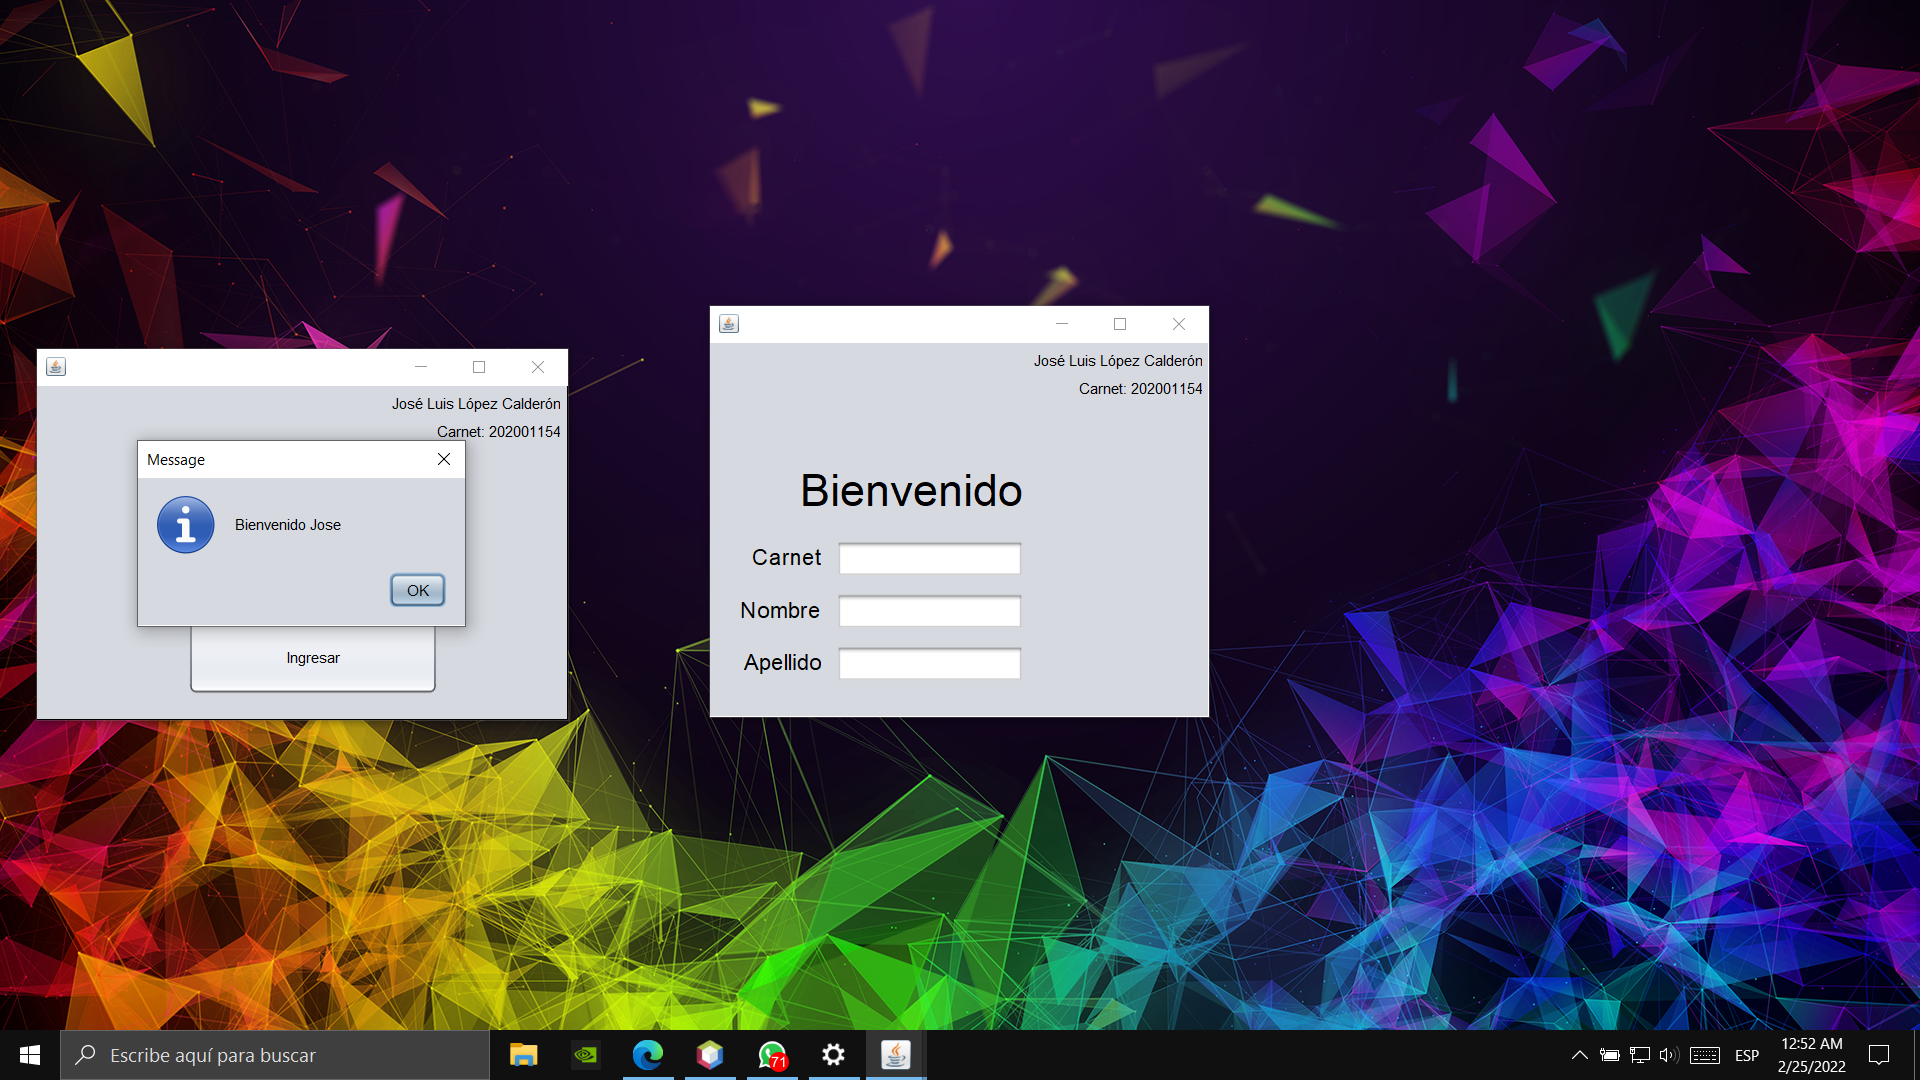 José Luis López Calderón
Carnet: 202001154
Message
Bienvenido Jose
OK
Ingresar
José Luis López Calderón
Carnet: 202001154
Bienvenido
Carnet
Nombre
Apellido
Escribe aquí para buscar
71
ESP
12:52 AM
2/25/2022